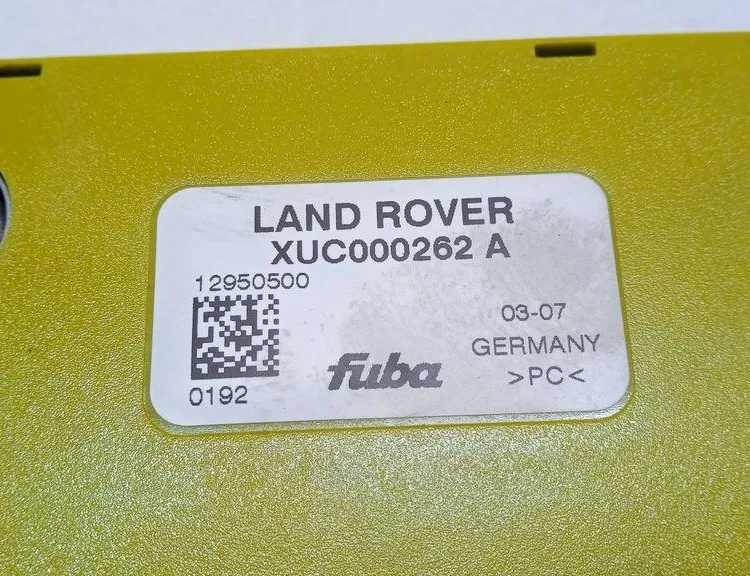 LAND ROVER
XUC000262 A
12950500
0192
fuba
03-07
GERMANY
>PC<